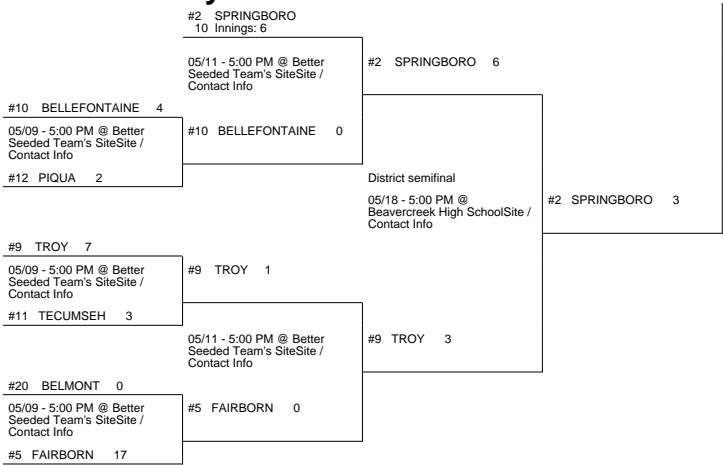 #2 SPRINGBORO
10 Innings: 6
05/11 - 5:00 PM @ Better
Seeded Team's SiteSite /
Contact Info
#2 SPRINGBORO 6
#10 BELLEFONTAINE 4
05/09 - 5:00 PM @ Better
Seeded Team's SiteSite /
Contact Info
#10 BELLEFONTAINE 0
#12 PIQUA 2
District semifinal
05/18 - 5:00 PM @
Beavercreek High SchoolSite /
Contact Info
#2 SPRINGBORO 3
#9 TROY 7
05/09 - 5:00 PM @ Better
Seeded Team's SiteSite /
Contact Info
#9 TROY 1
#11 TECUMSEH 3
05/11 - 5:00 PM @ Better
Seeded Team's SiteSite /
Contact Info
#9 TROY 3
#20 BELMONT 0
05/09 - 5:00 PM @ Better
Seeded Team's SiteSite /
Contact Info
#5 FAIRBORN 0
#5 FAIRBORN 17